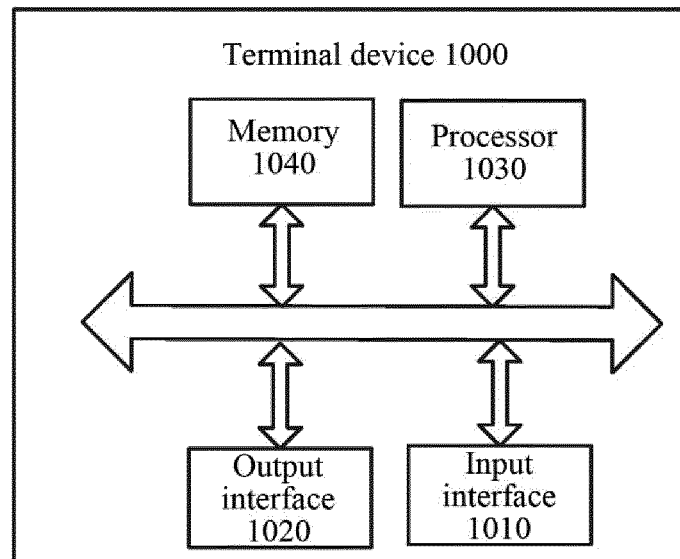 Terminal device 1000
Memory
1040
Processor
1030
Output
interface
1020
Input
interface
1010